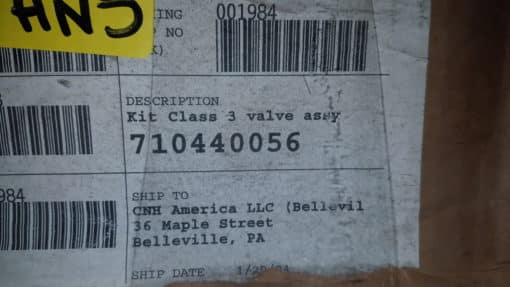 CNH
ING
001984
P NO
K)
DESCRIPTION
Kit Class 3 valve assy
710440056
984
SHIP TO
CNH America LLC (Bellevil
36 Maple Street
Belleville, PA
SHIP DATE